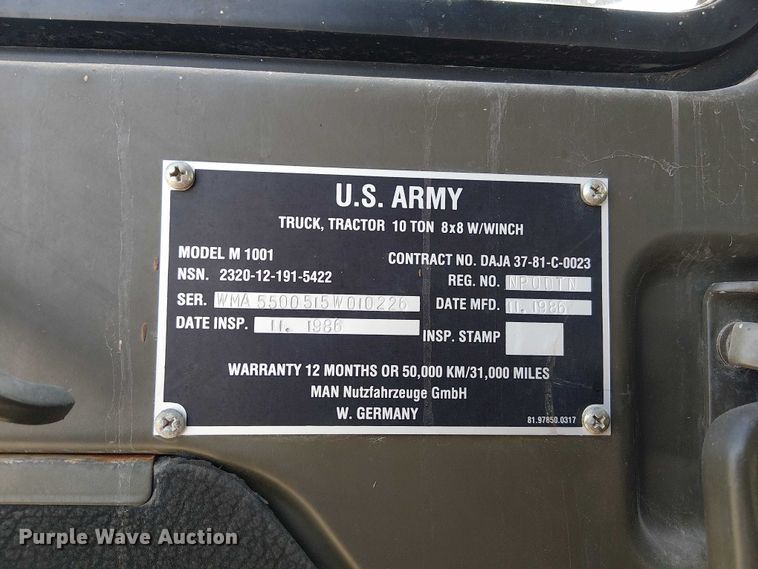 U.S. ARMY
TRUCK, TRACTOR 10 TON 8x8 W/WINCH
MODEL M 1001 CONTRACT NO. DAJA 37-81-C-0023
NSN. 2320-12-191-5422 REG. NO.
SER. WMA 5500515W010226 DATE MFD. 11. 1986
DATE INSP. 11. 1986 INSP. STAMP
WARRANTY 12 MONTHS OR 50,000 KM/31,000 MILES
MAN Nutzfahrzeuge GmbH
W. GERMANY 81.97850.0317
Purple Wave Auction